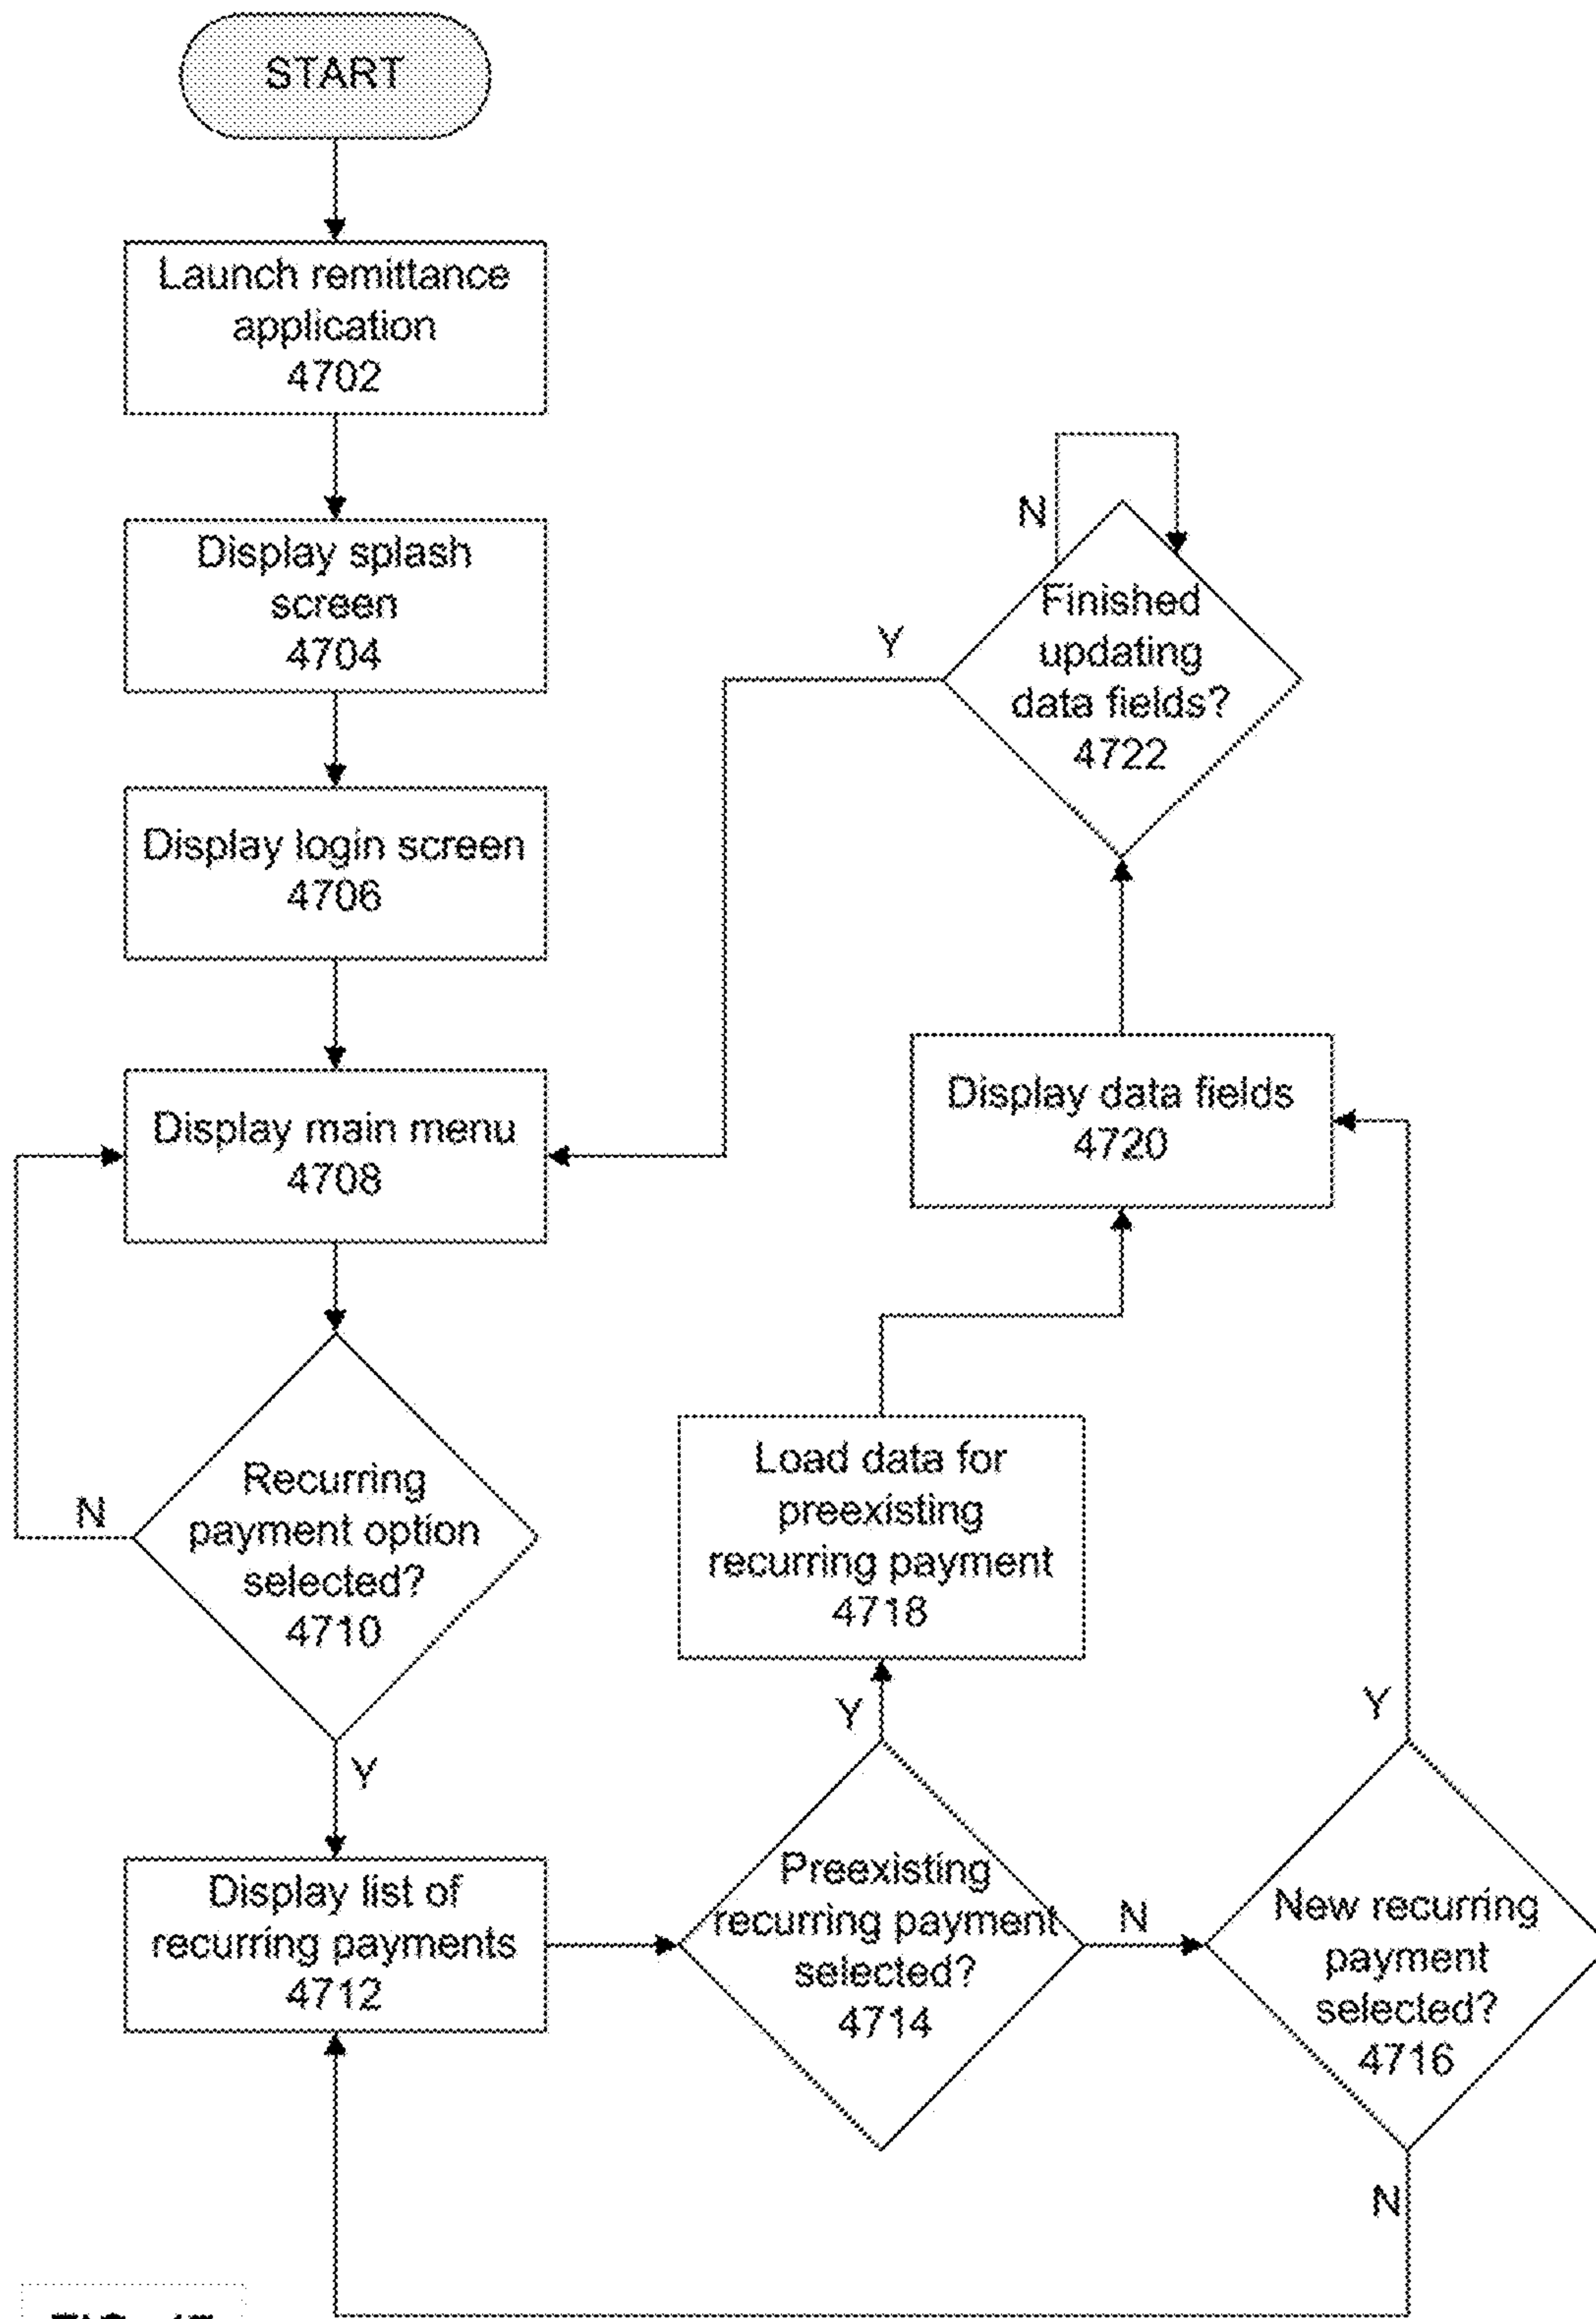 START
Launch remittance
application
4702
Display splash
screen
4704
Display login screen
4706
Display main menu
4708
Recurring
payment option
selected?
4710
N
Y
Display list of
recurring payments
4712
Preexisting
recurring payment
selected?
4714
Y
N
New recurring
payment
selected?
4716
Y
N
Load data for
preexisting
recurring payment
4718
Display data fields
4720
Finished
updating
data fields?
4722
N
Y